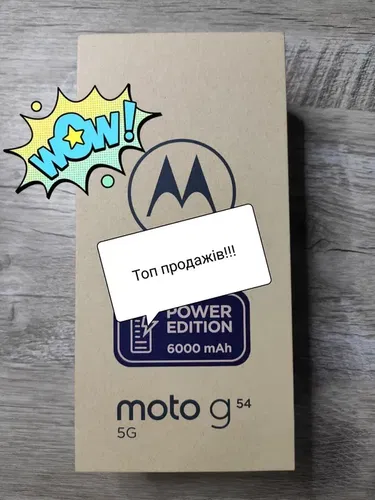 WOW!
Топ продажів!!!
POWER
EDITION
6000 mAh
moto g 54
5G